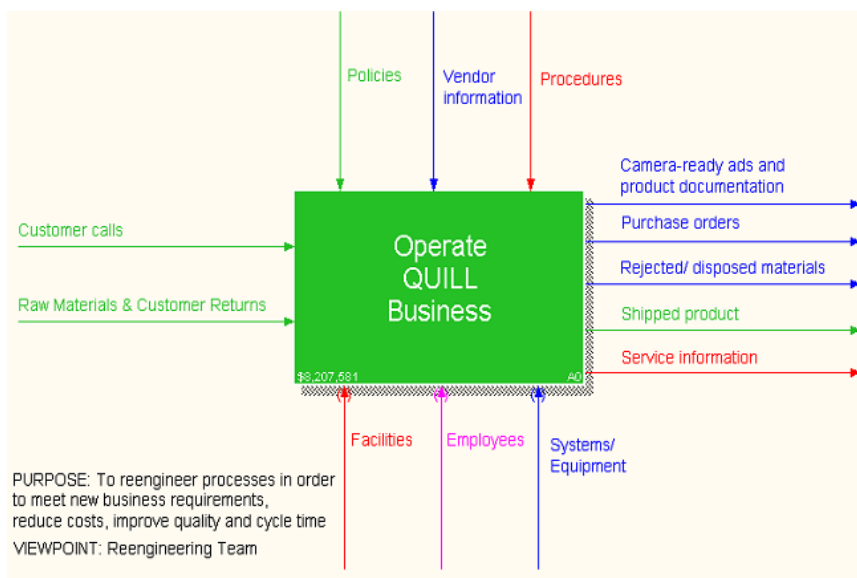 Policies
Vendor
information
Procedures
Camera-ready ads and
product documentation
Purchase orders
Customer calls
Operate
QUILL
Business
Rejected/ disposed materials
Raw Materials & Customer Returns
Shipped product
Service information
$8,207,581
A0
Facilities
Employees
Systems/
Equipment
PURPOSE: To reengineer processes in order
to meet new business requirements,
reduce costs, improve quality and cycle time
VIEWPOINT: Reengineering Team